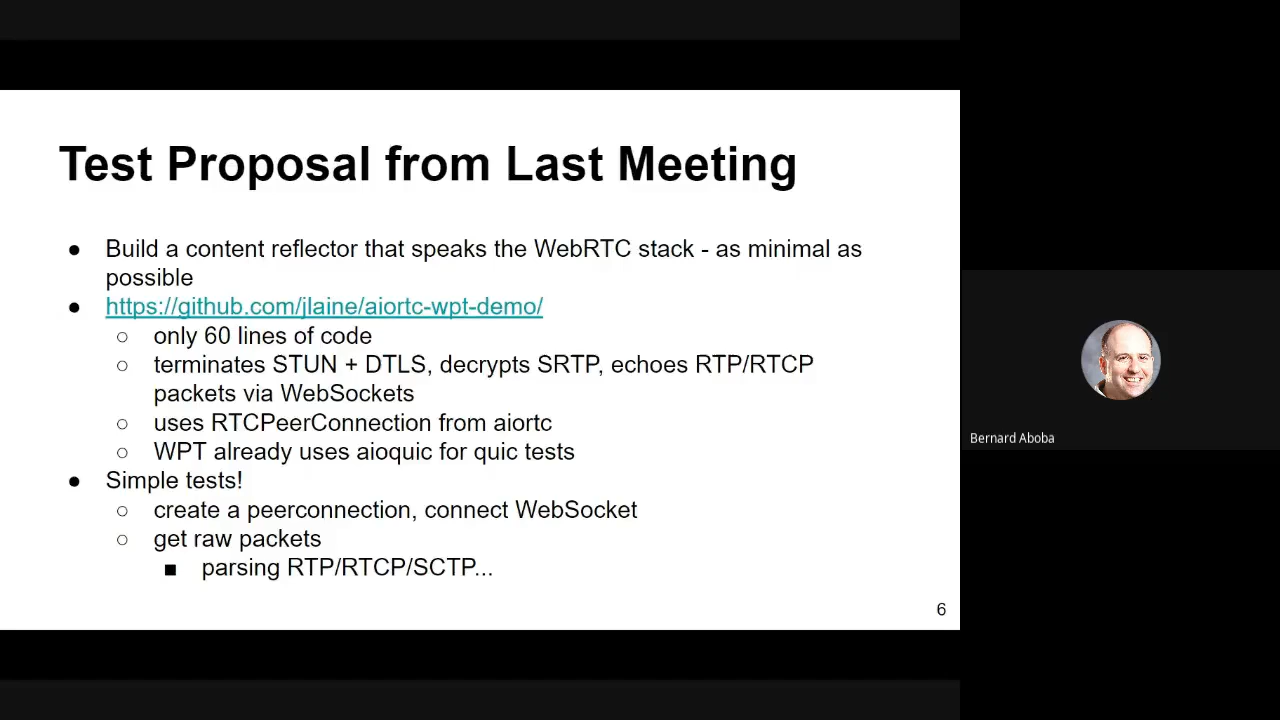 Test Proposal from Last Meeting
● Build a content reflector that speaks the WebRTC stack - as minimal as
possible
● https://github.com/jlaine/aiortc-wpt-demo/
○ only 60 lines of code
○ terminates STUN + DTLS, decrypts SRTP, echoes RTP/RTCP
packets via WebSockets
○ uses RTCPeerConnection from aiortc
○ WPT already uses aioquic for quic tests
● Simple tests!
○ create a peerconnection, connect WebSocket
○ get raw packets
■ parsing RTP/RTCP/SCTP...
6
Bernard Aboba